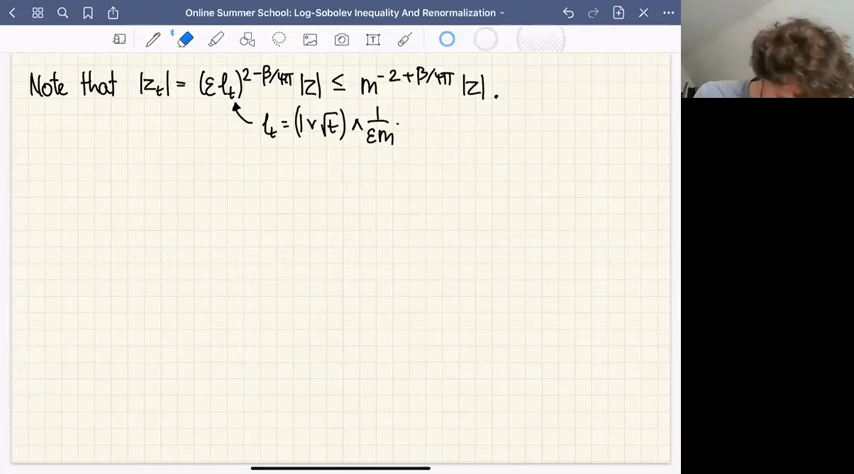 Online Summer School: Log-Sobolev Inequality And Renormalization
Note that |z_t| = (εℓ_t)^{2-β/4π} |z| ≤ m^{-2+β/4π} |z|.
ℓ_t = (1 ∨ √t) ∧ 1/εm